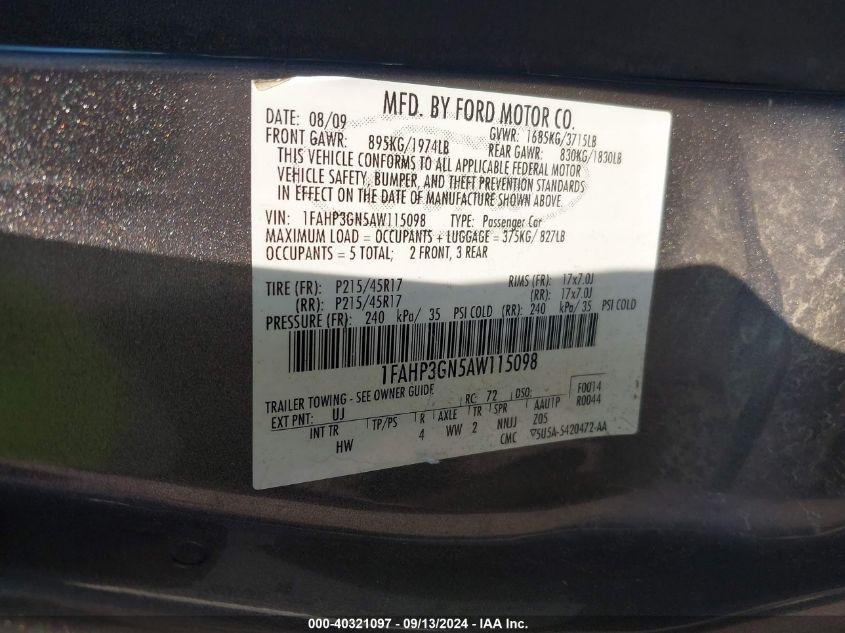 MFD. BY FORD MOTOR CO.
DATE: 08/09 GVWR: 1685KG/3715LB
FRONT GAWR: 895KG/1974LB REAR GAWR: 830KG/1830LB
THIS VEHICLE CONFORMS TO ALL APPLICABLE FEDERAL MOTOR
VEHICLE SAFETY, BUMPER, AND THEFT PREVENTION STANDARDS
IN EFFECT ON THE DATE OF MANUFACTURE SHOWN ABOVE.
VIN: 1FAHP3GN5AW115098 TYPE: Passenger Car
MAXIMUM LOAD = OCCUPANTS + LUGGAGE = 375KG/ 827LB
OCCUPANTS = 5 TOTAL; 2 FRONT, 3 REAR
TIRE (FR): P215/45R17 RIMS (FR): 17x7.0J
(RR): P215/45R17 (RR): 17x7.0J
PRESSURE (FR): 240 kPa/ 35 PSI COLD (RR): 240 kPa/ 35 PSI COLD
1FAHP3GN5AW115098
TRAILER TOWING - SEE OWNER GUIDE F0014
EXT PNT: UJ RC: 72 DSO: R0044
INT TR TP/PS R AXLE TR SPR AAUTP
HW 4 WW 2 NNJJ Z05
CMC 5U5A-5420472-AA
000-40321097 - 09/13/2024 - IAA Inc.